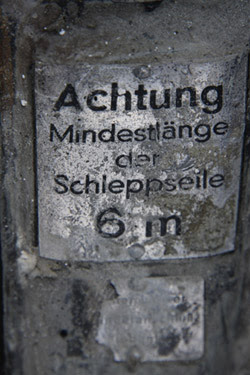 Achtung
Mindestlänge
der
Schleppseile
6 m